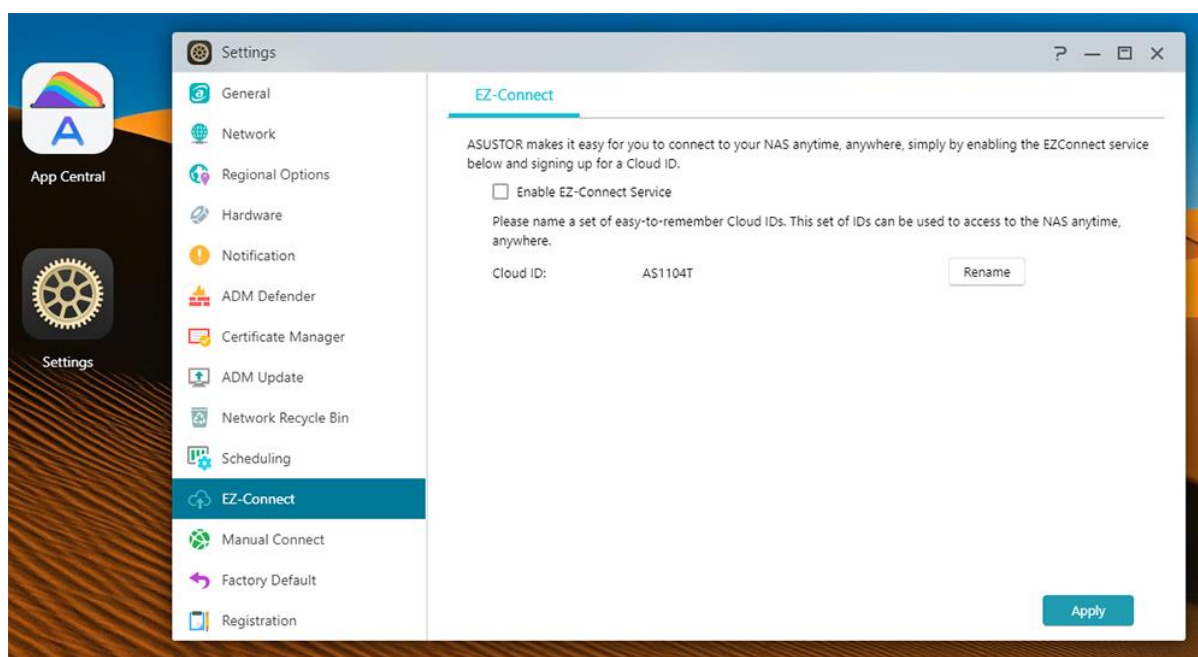 Settings
App Central
Settings
General
Network
Regional Options
Hardware
Notification
ADM Defender
Certificate Manager
ADM Update
Network Recycle Bin
Scheduling
EZ-Connect
Manual Connect
Factory Default
Registration
EZ-Connect
ASUSTOR makes it easy for you to connect to your NAS anytime, anywhere, simply by enabling the EZConnect service
below and signing up for a Cloud ID.
Enable EZ-Connect Service
Please name a set of easy-to-remember Cloud IDs. This set of IDs can be used to access to the NAS anytime,
anywhere.
Cloud ID: AS1104T Rename
Apply